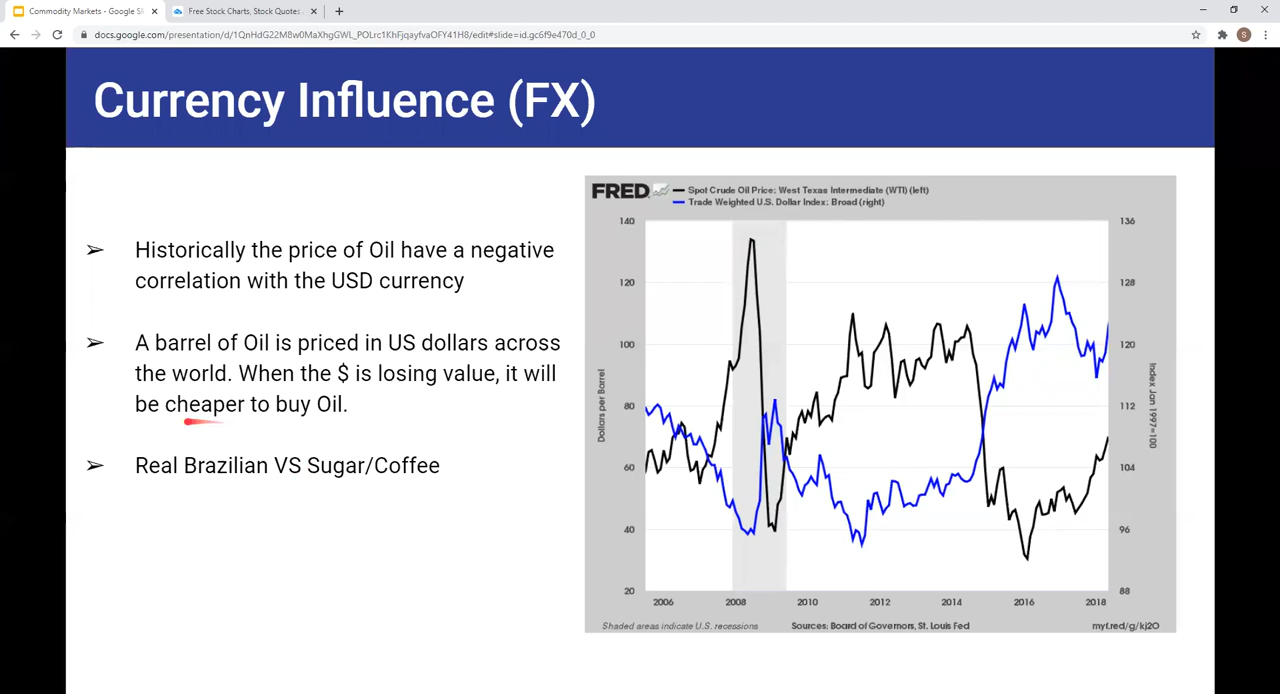 Commodity Markets - Google Sl
Free Stock Charts, Stock Quotes
docs.google.com/presentation/d/1QnHdG22M8w0MaXhgGWL_POLrc1KhFjqayfvaOFY41H8/edit#slide=id.gc6f9e470d_0_0
S
Currency Influence (FX)
➢ Historically the price of Oil have a negative
correlation with the USD currency
➢ A barrel of Oil is priced in US dollars across
the world. When the $ is losing value, it will
be cheaper to buy Oil.
➢ Real Brazilian VS Sugar/Coffee
FRED
Spot Crude Oil Price: West Texas Intermediate (WTI) (left)
Trade Weighted U.S. Dollar Index: Broad (right)
140 136
120 128
100 120
80 112
60 104
40 96
20 88
Dollars per Barrel
Index Jan 1997=100
2006 2008 2010 2012 2014 2016 2018
Shaded areas indicate U.S. recessions
Sources: Board of Governors, St. Louis Fed
myf.red/g/kj2O